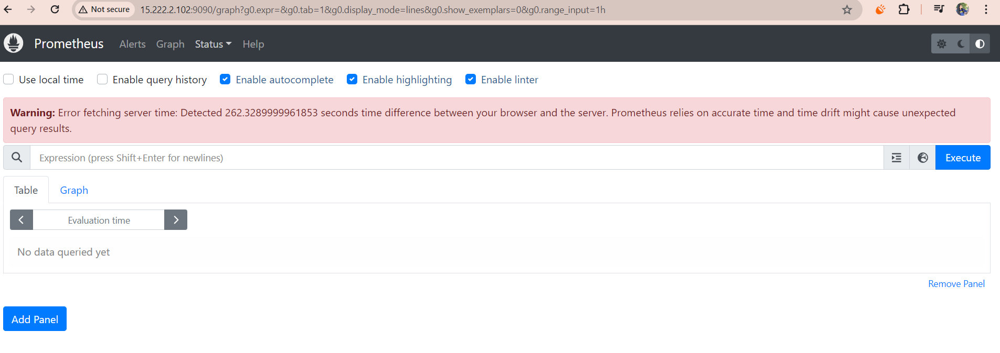 Not secure 15.222.2.102:9090/graph?g0.expr=&g0.tab=1&g0.display_mode=lines&g0.show_exemplars=0&g0.range_input=1h
Prometheus Alerts Graph Status Help
Use local time Enable query history Enable autocomplete Enable highlighting Enable linter
Warning: Error fetching server time: Detected 262.3289999961853 seconds time difference between your browser and the server. Prometheus relies on accurate time and time drift might cause unexpected
query results.
Expression (press Shift+Enter for newlines) Execute
Table Graph
Evaluation time
No data queried yet
Remove Panel
Add Panel